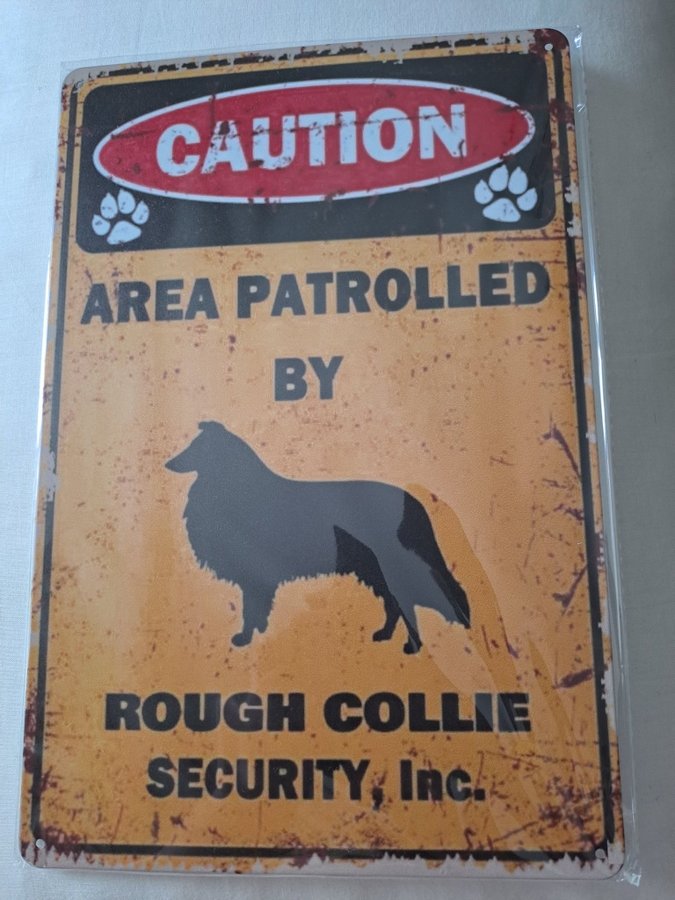 CAUTION
AREA PATROLLED
BY
ROUGH COLLIE
SECURITY, Inc.